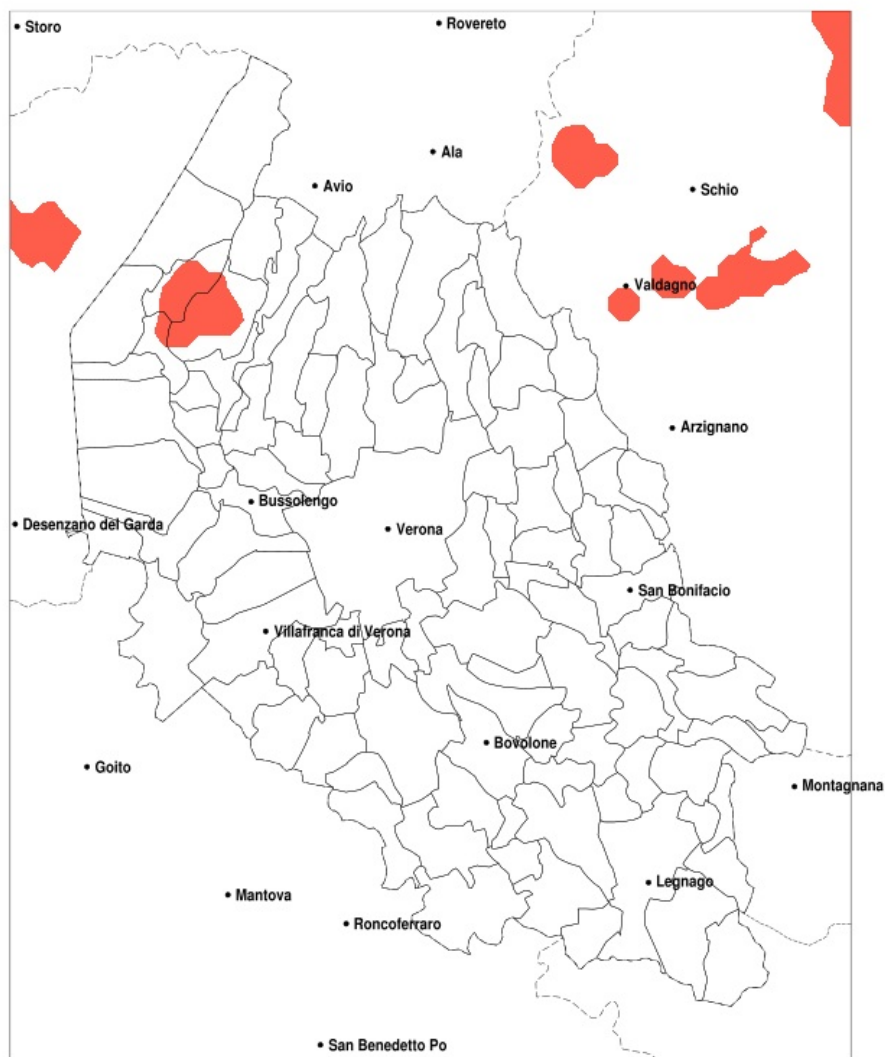 Storo
Rovereto
Ala
Avio
Schio
Valdagno
Arzignano
Bussolengo
Desenzano del Garda
Verona
San Bonifacio
Villafranca di Verona
Bovolone
Goito
Montagnana
Legnago
Mantova
Roncoferraro
San Benedetto Po